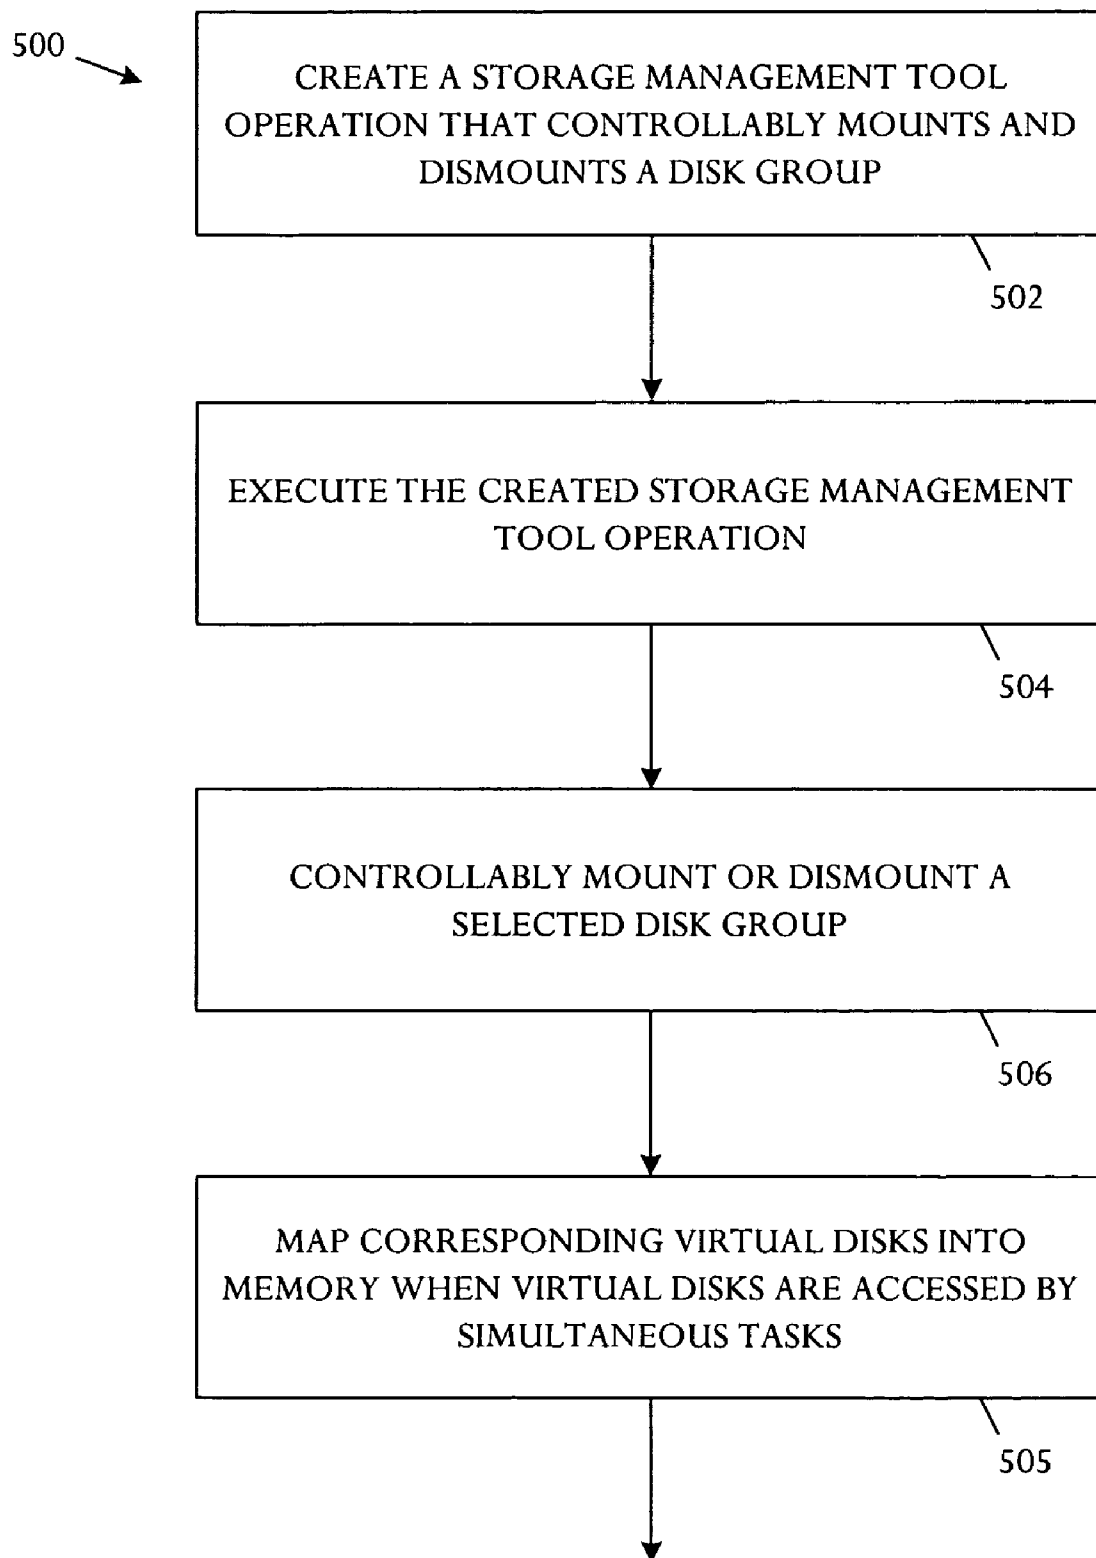 500
CREATE A STORAGE MANAGEMENT TOOL
OPERATION THAT CONTROLLABLY MOUNTS AND
DISMOUNTS A DISK GROUP
502
EXECUTE THE CREATED STORAGE MANAGEMENT
TOOL OPERATION
504
CONTROLLABLY MOUNT OR DISMOUNT A
SELECTED DISK GROUP
506
MAP CORRESPONDING VIRTUAL DISKS INTO
MEMORY WHEN VIRTUAL DISKS ARE ACCESSED BY
SIMULTANEOUS TASKS
505